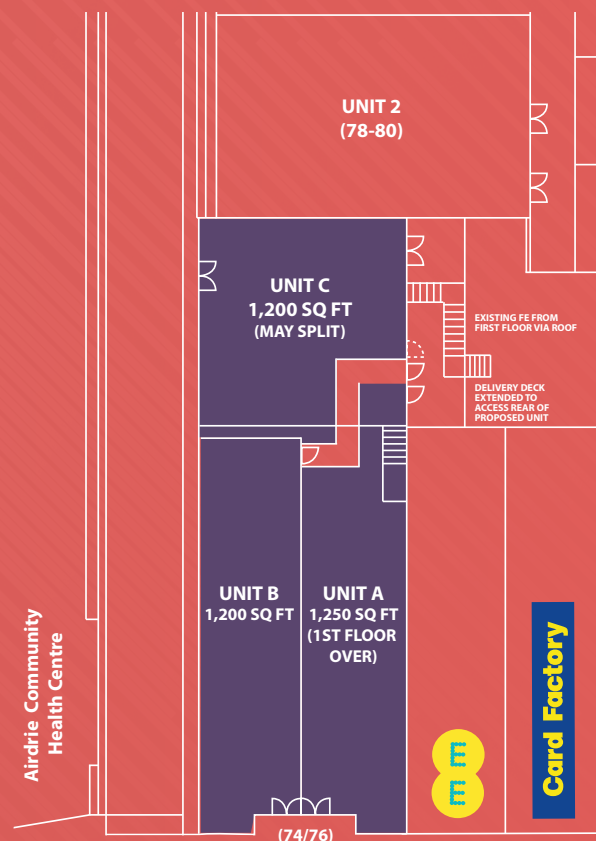 UNIT 2
(78-80)
UNIT C
1,200 SQ FT
(MAY SPLIT)
EXISTING FE FROM
FIRST FLOOR VIA ROOF
DELIVERY DECK
EXTENDED TO
ACCESS REAR OF
PROPOSED UNIT
UNIT B
1,200 SQ FT
UNIT A
1,250 SQ FT
(1ST FLOOR
OVER)
Airdrie Community
Health Centre
EE
Card Factory
(74/76)